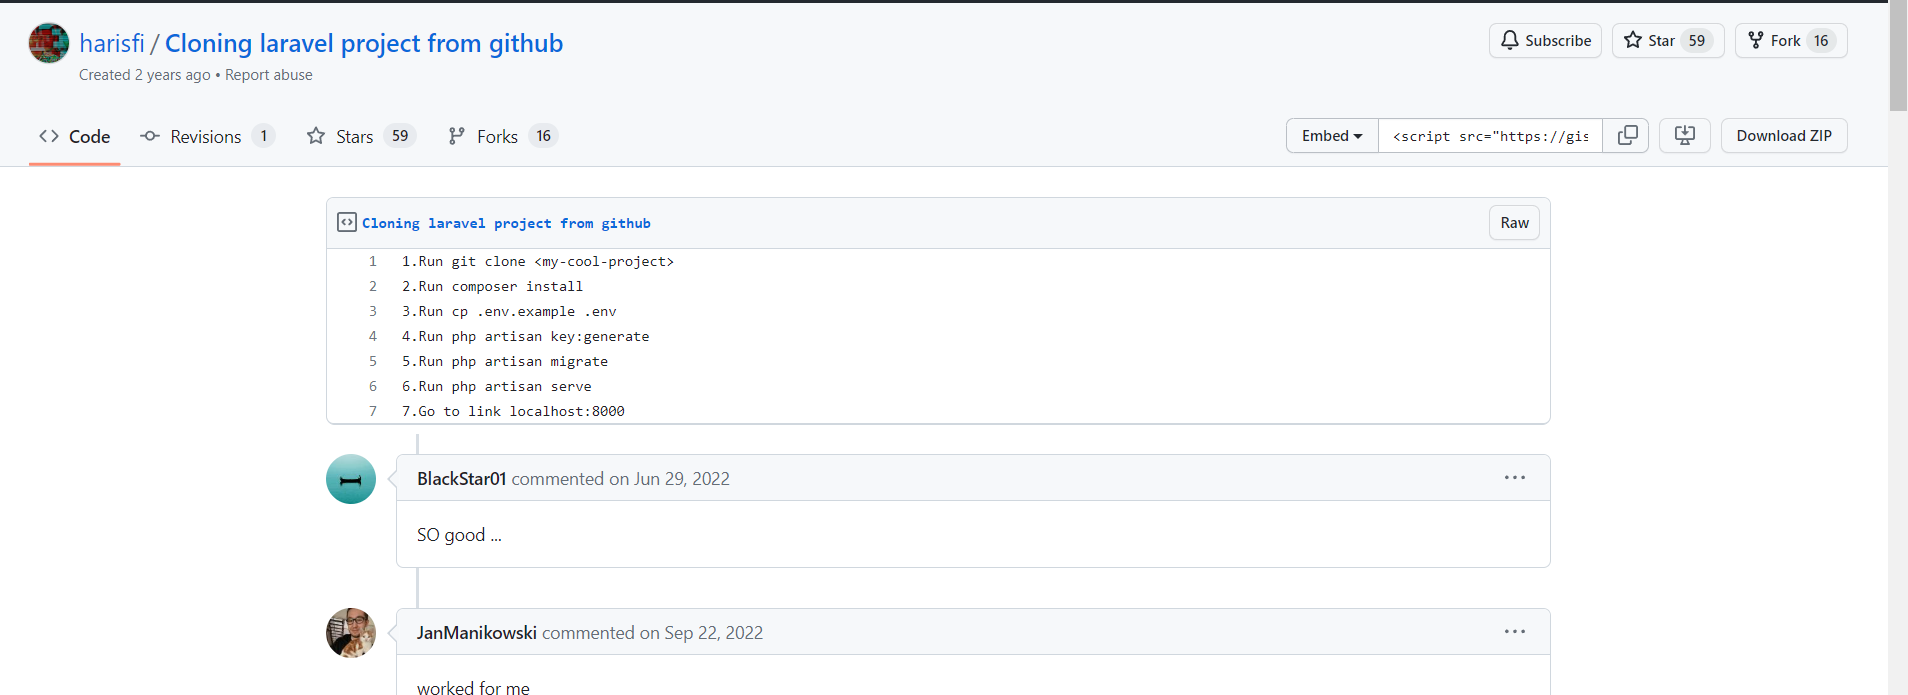 harisfi / Cloning laravel project from github
Subscribe
Star 59
Fork 16
Created 2 years ago • Report abuse
Code
Revisions 1
Stars 59
Forks 16
Embed
<script src="https://gis
Download ZIP
Cloning laravel project from github
Raw
1 1.Run git clone <my-cool-project>
2 2.Run composer install
3 3.Run cp .env.example .env
4 4.Run php artisan key:generate
5 5.Run php artisan migrate
6 6.Run php artisan serve
7 7.Go to link localhost:8000
BlackStar01 commented on Jun 29, 2022
SO good ...
JanManikowski commented on Sep 22, 2022
worked for me